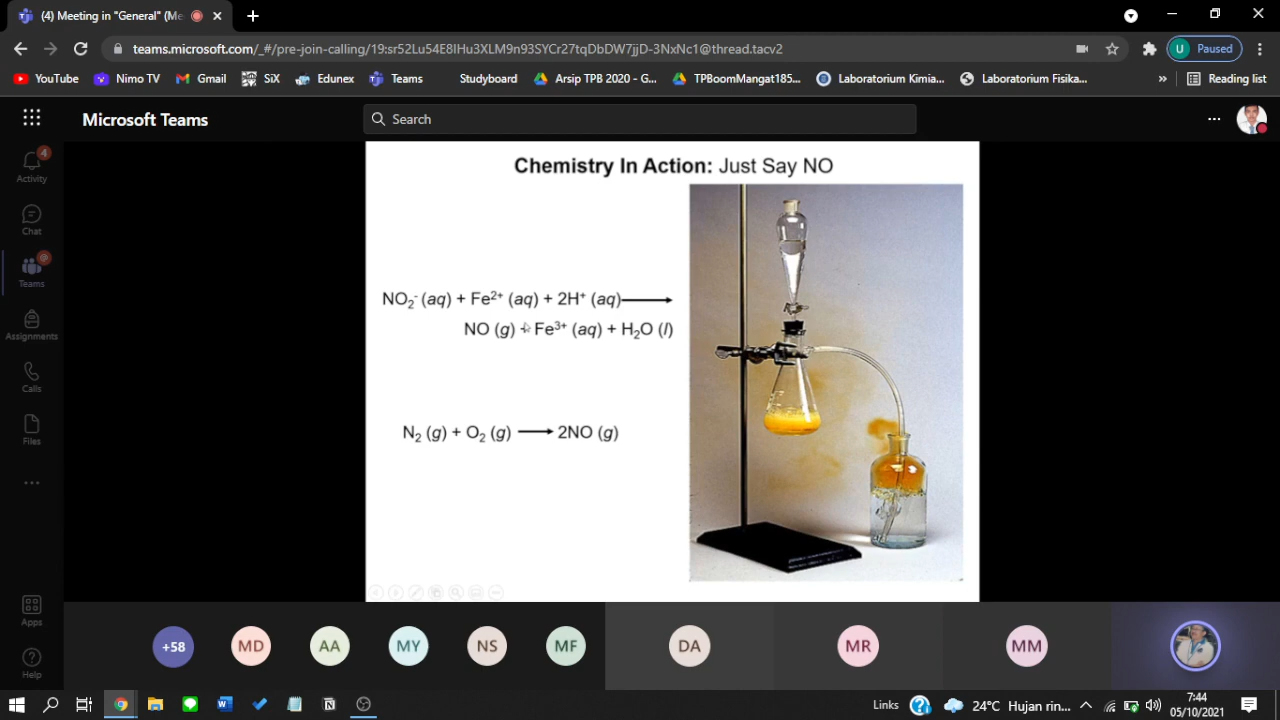 (4) Meeting in "General" (Me
Paused
teams.microsoft.com/_#/pre-join-calling/19:sr52Lu54E8IHu3XLM9n93SYCr27tqDbDW7jjD-3NxNc1@thread.tacv2
U
YouTube Nimo TV Gmail SIX Edunex Teams Studyboard Arsip TPB 2020 - G... TPBcomMangat185... Laboratorium Kimia... Laboratorium Fisika... » Reading list
Microsoft Teams
Search
4
Activity
Chat
Teams
Assignments
Calls
Files
Apps
Help
Chemistry In Action: Just Say NO
NO₂⁻ (aq) + Fe²⁺ (aq) + 2H⁺ (aq) ⟶
NO (g) + Fe³⁺ (aq) + H₂O (l)
N₂ (g) + O₂ (g) ⟶ 2NO (g)
+58 MD AA MY NS MF DA MR MM
Links 24°C Hujan rin... 7:44
05/10/2021